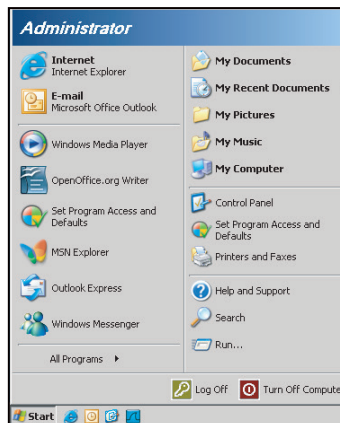 Administrator
Internet
Internet Explorer
E-mail
Microsoft Office Outlook
Windows Media Player
OpenOffice.org Writer
Set Program Access and
Defaults
MSN Explorer
Outlook Express
Windows Messenger
All Programs
My Documents
My Recent Documents
My Pictures
My Music
My Computer
Control Panel
Set Program Access and
Defaults
Printers and Faxes
Help and Support
Search
Run...
Log Off
Turn Off Compute
Start